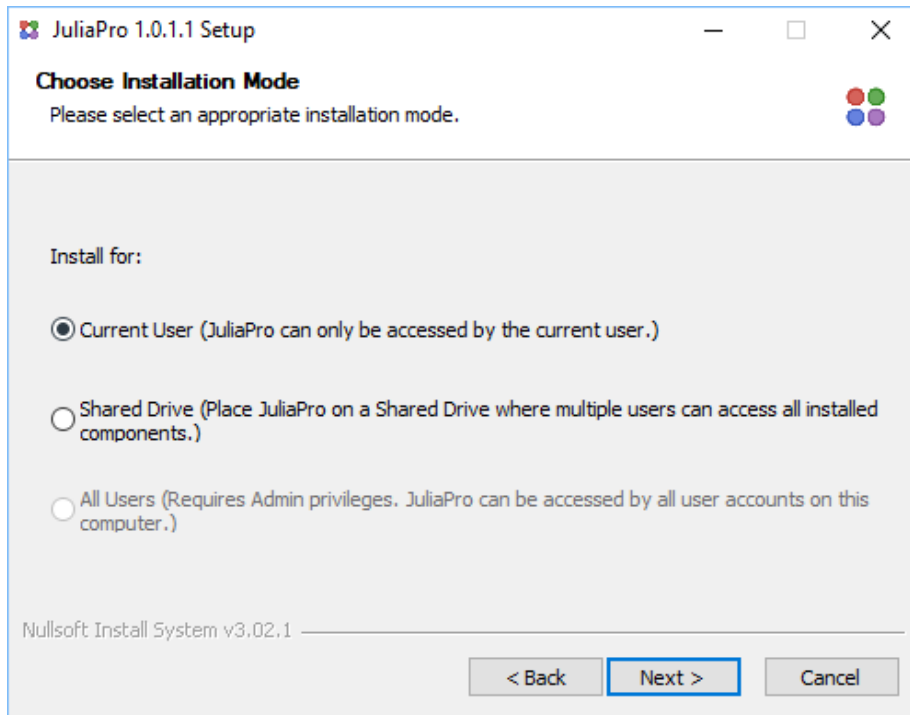 JuliaPro 1.0.1.1 Setup
Choose Installation Mode
Please select an appropriate installation mode.
Install for:
Current User (JuliaPro can only be accessed by the current user.)
Shared Drive (Place JuliaPro on a Shared Drive where multiple users can access all installed
components.)
All Users (Requires Admin privileges. JuliaPro can be accessed by all user accounts on this
computer.)
Nullsoft Install System v3.02.1
< Back
Next >
Cancel